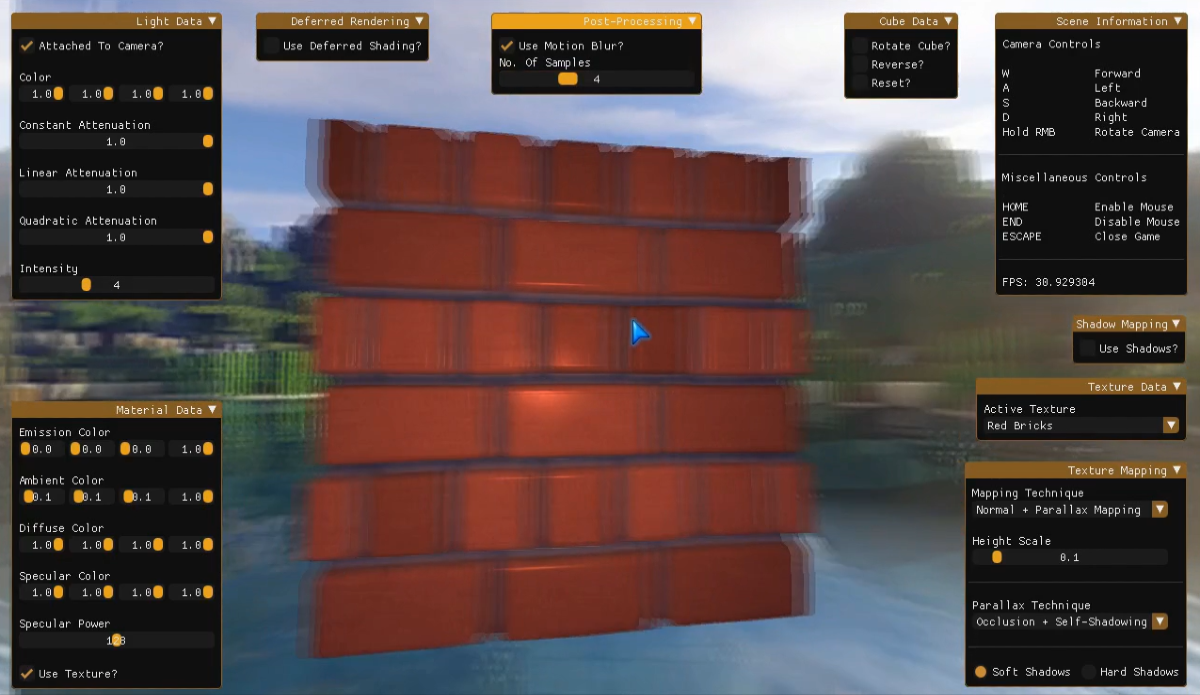 Light Data
Attached To Camera?
Color
1.0 1.0 1.0 1.0
Constant Attenuation
1.0
Linear Attenuation
1.0
Quadratic Attenuation
1.0
Intensity
4
Material Data
Emission Color
0.0 0.0 0.0 1.0
Ambient Color
0.1 0.1 0.1 1.0
Diffuse Color
1.0 1.0 1.0 1.0
Specular Color
1.0 1.0 1.0 1.0
Specular Power
128
Use Texture?
Deferred Rendering
Use Deferred Shading?
Post-Processing
Use Motion Blur?
No. Of Samples
4
Cube Data
Rotate Cube?
Reverse?
Reset?
Scene Information
Camera Controls
W Forward
A Left
S Backward
D Right
Hold RMB Rotate Camera
Miscellaneous Controls
HOME Enable Mouse
END Disable Mouse
ESCAPE Close Game
FPS: 30.929304
Shadow Mapping
Use Shadows?
Texture Data
Active Texture
Red Bricks
Texture Mapping
Mapping Technique
Normal + Parallax Mapping
Height Scale
0.1
Parallax Technique
Occlusion + Self-Shadowing
Soft Shadows Hard Shadows